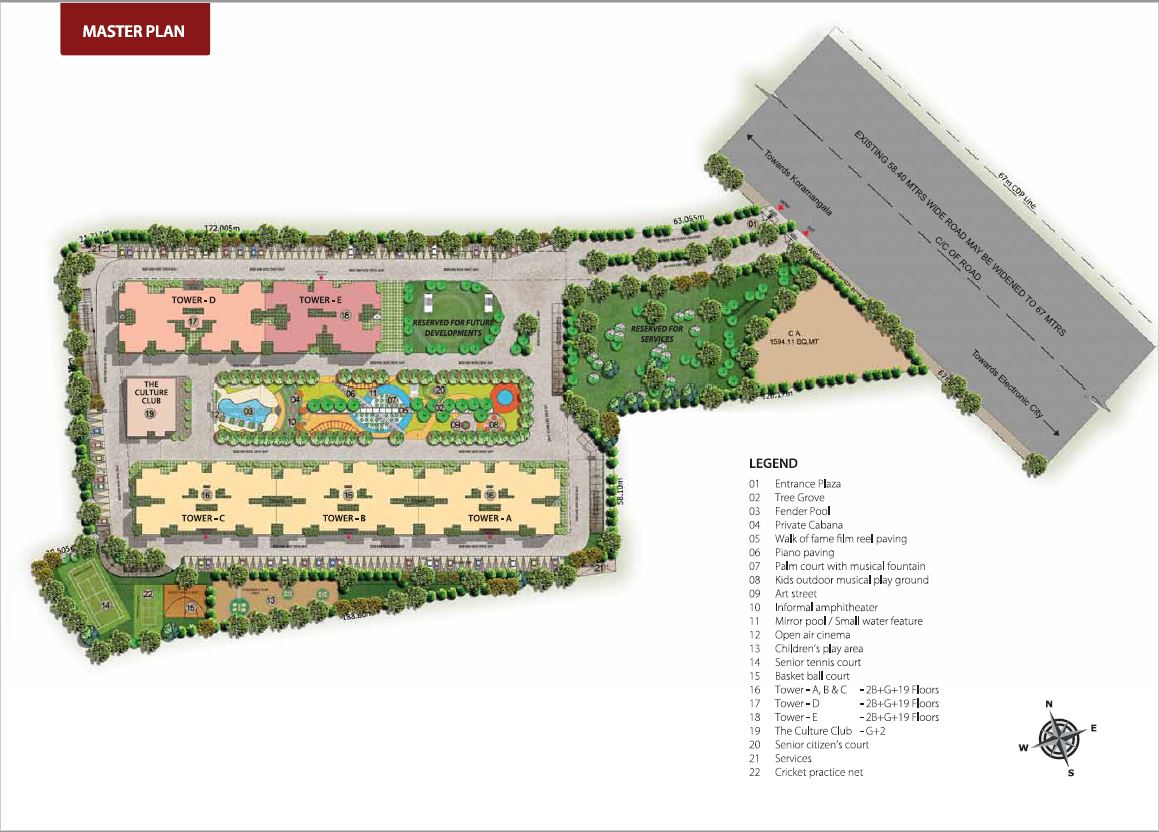 MASTER PLAN
67m CDP Line
EXISTING 58.40 MTRS WIDE ROAD MAY BE WIDENED TO 67 MTRS
C/C OF ROAD
Towards Koramangala
Towards Electronic City
63.055m
172.005m
01
21
TOWER - D
17
TOWER - E
18
RESERVED FOR FUTURE
DEVELOPMENTS
RESERVED FOR
SERVICES
C A
1594.11 SQ.MT
THE
CULTURE
CLUB
19
12
03
04
10
06
11
07
05
20
02
09
08
58.10m
16
TOWER - C
16
TOWER - B
16
TOWER - A
21
14
22
15
13
LEGEND
01 Entrance Plaza
02 Tree Grove
03 Fender Pool
04 Private Cabana
05 Walk of fame film reel paving
06 Piano paving
07 Palm court with musical fountain
08 Kids outdoor musical play ground
09 Art street
10 Informal amphitheater
11 Mirror pool / Small water feature
12 Open air cinema
13 Children's play area
14 Senior tennis court
15 Basket ball court
16 Tower - A, B & C - 2B+G+19 Floors
17 Tower - D - 2B+G+19 Floors
18 Tower - E - 2B+G+19 Floors
19 The Culture Club - G+2
20 Senior citizen's court
21 Services
22 Cricket practice net
N
E
W
S